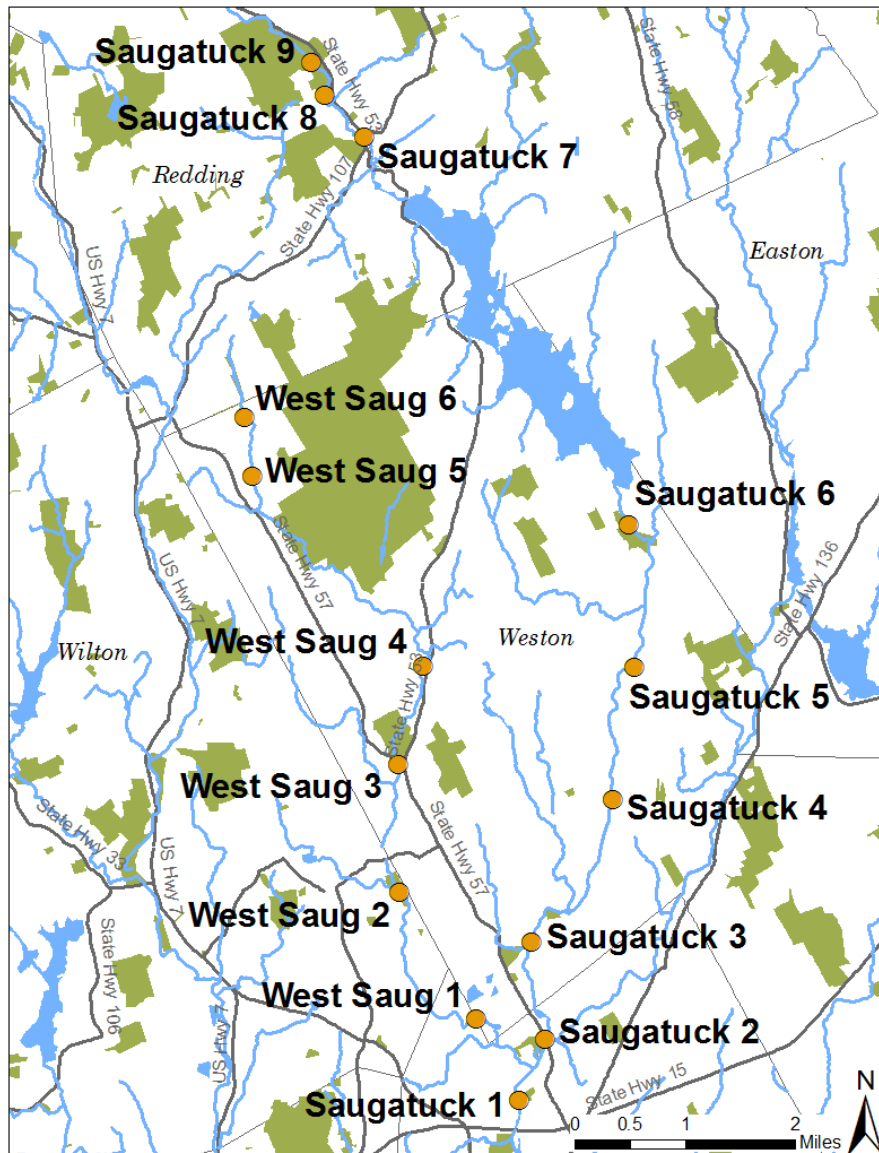 Saugatuck 9
State Hwy 53
State Hwy 58
Saugatuck 8
Saugatuck 7
Redding
State Hwy 107
US Hwy 7
Easton
West Saug 6
West Saug 5
Saugatuck 6
State Hwy 57
State Hwy 136
US Hwy 7
Wilton
West Saug 4
Weston
State Hwy 53
Saugatuck 5
West Saug 3
Saugatuck 4
State Hwy 33
State Hwy 57
US Hwy 7
West Saug 2
Saugatuck 3
State Hwy 106
West Saug 1
Saugatuck 2
US Hwy 7
Saugatuck 1
State Hwy 15
N
0 0.5 1 2
Miles